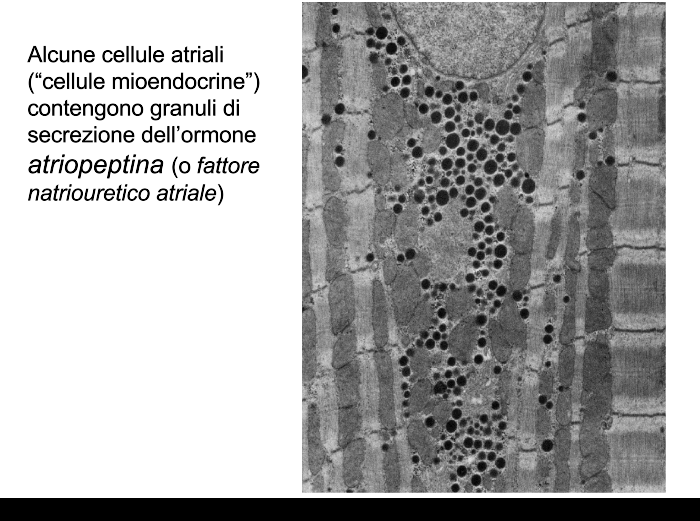 Alcune cellule atriali
(“cellule mioendocrine”)
contengono granuli di
secrezione dell’ormone
atriopeptina (o fattore
natriouretico atriale)